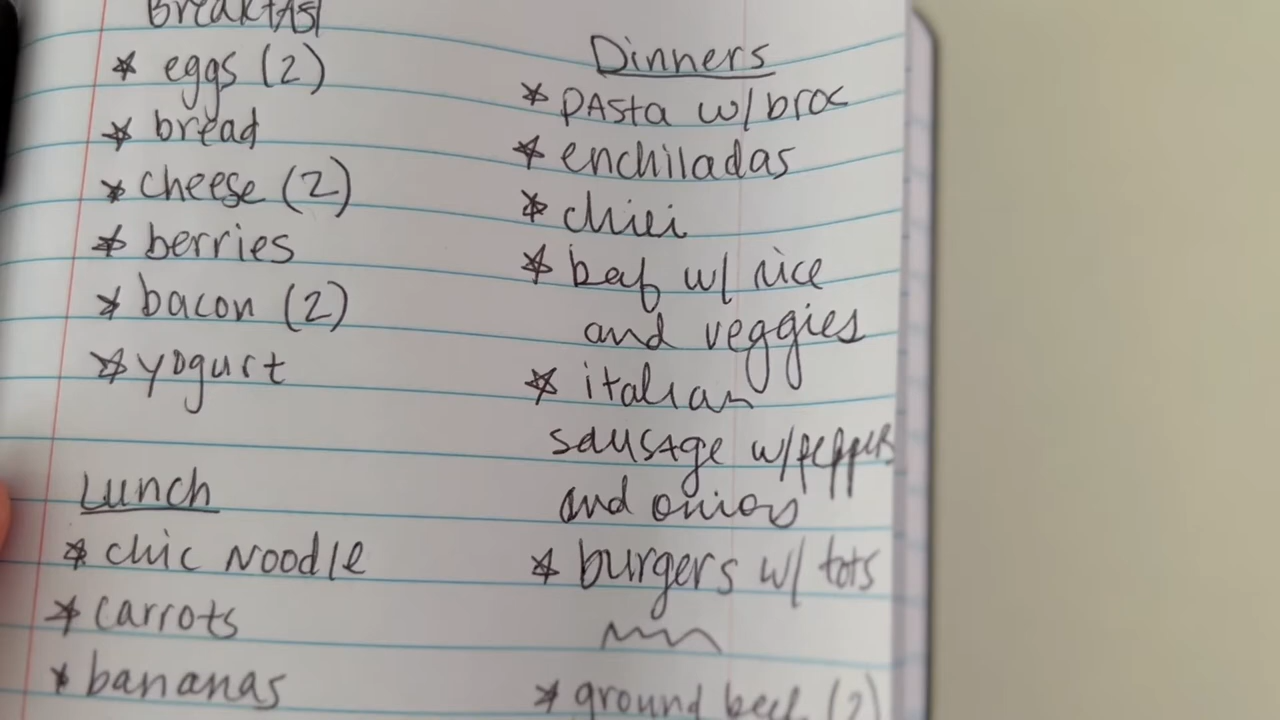 Breakfast
* eggs (2)
* bread
* cheese (2)
* berries
* bacon (2)
* yogurt
Lunch
* chic Noodle
* carrots
* bananas
Dinners
* pasta w/ broc
* enchiladas
* chili
* beef w/ rice
and veggies
* italian
sausage w/ peppers
and onions
* burgers w/ tots
* ground beef (2)